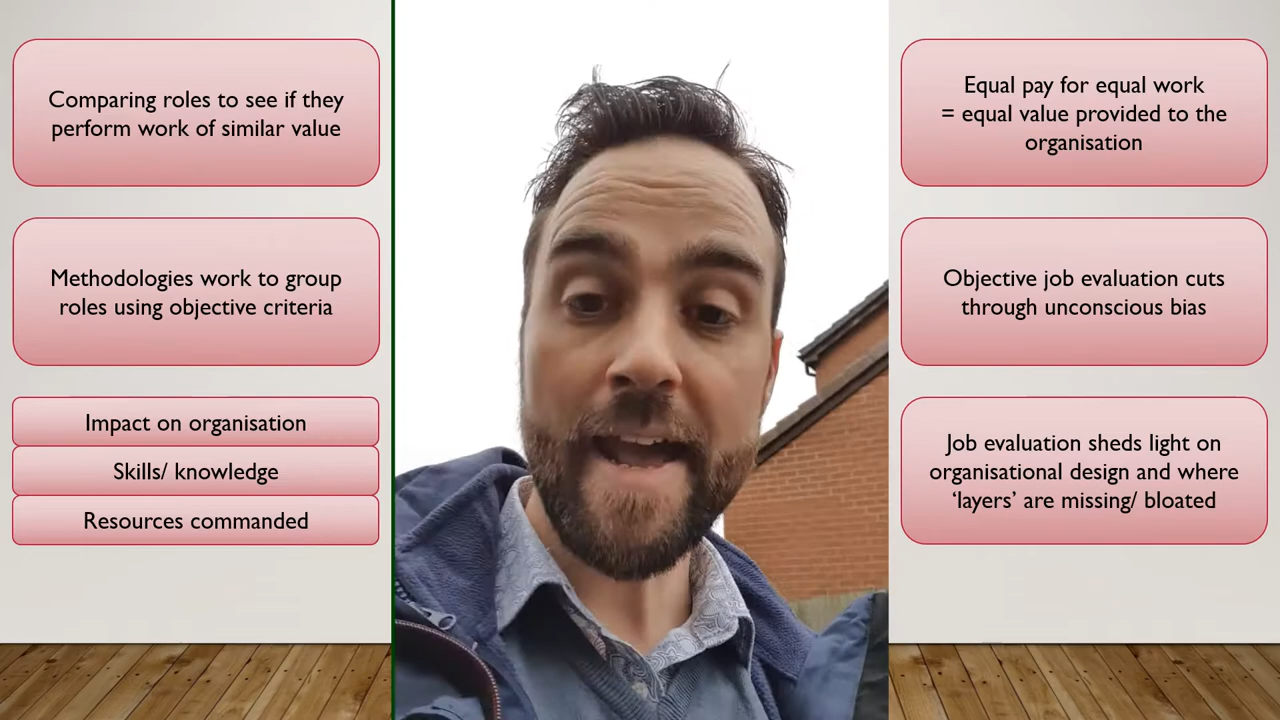 Comparing roles to see if they
perform work of similar value
Methodologies work to group
roles using objective criteria
Impact on organisation
Skills/ knowledge
Resources commanded
Equal pay for equal work
= equal value provided to the
organisation
Objective job evaluation cuts
through unconscious bias
Job evaluation sheds light on
organisational design and where
‘layers’ are missing/ bloated